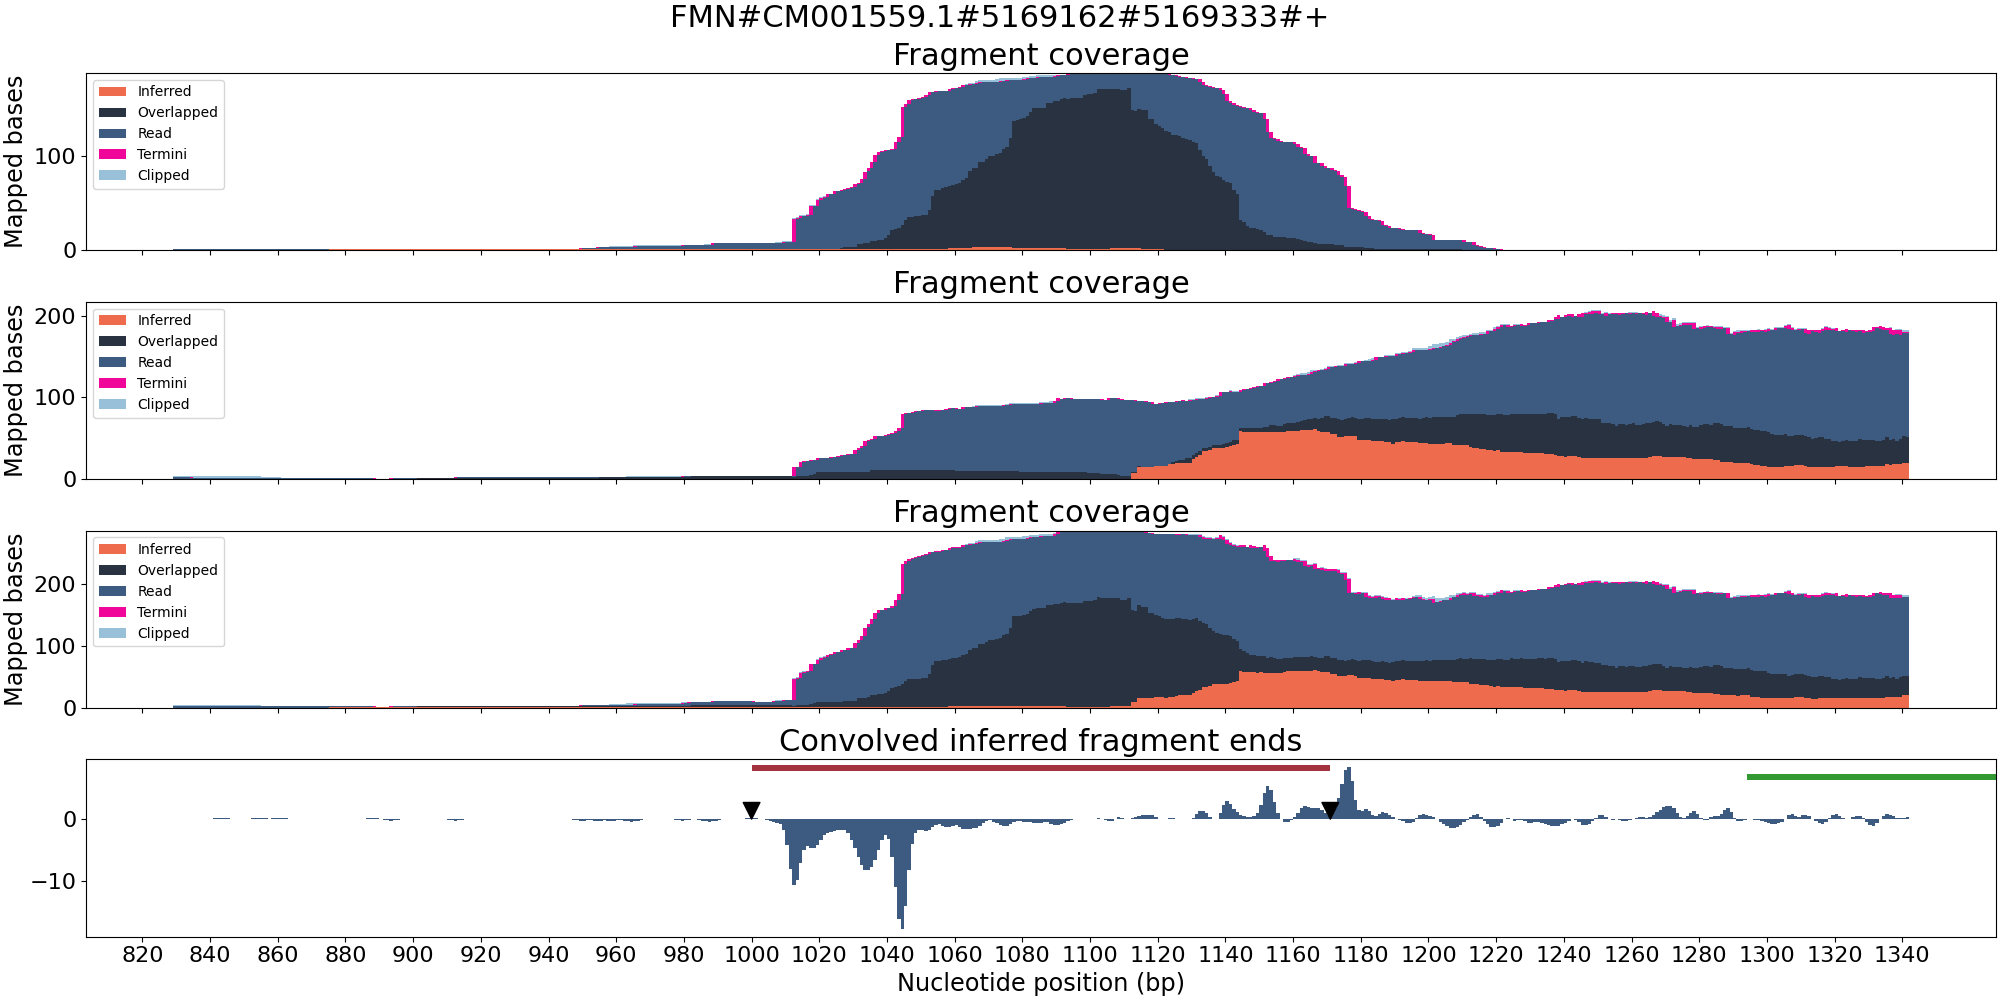 FMN#CM001559.1#5169162#5169333#+
Fragment coverage
Mapped bases
100
0
Inferred
Overlapped
Read
Termini
Clipped
Fragment coverage
Mapped bases
200
100
0
Inferred
Overlapped
Read
Termini
Clipped
Fragment coverage
Mapped bases
200
100
0
Inferred
Overlapped
Read
Termini
Clipped
Convolved inferred fragment ends
0
−10
820 840 860 880 900 920 940 960 980 1000 1020 1040 1060 1080 1100 1120 1140 1160 1180 1200 1220 1240 1260 1280 1300 1320 1340
Nucleotide position (bp)